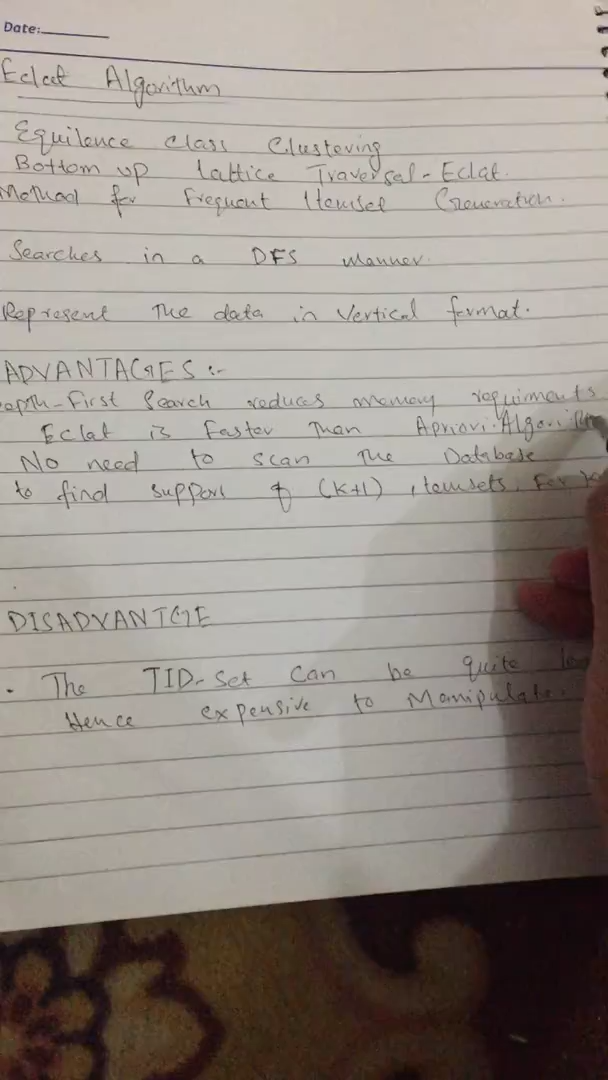 Date:
Eclat Algorithm
Equilance Class Clustering
Bottom up Lattice Traversal - Eclat.
Method for Frequent Itemset Generation.
Searches in a DFS manner.
Represent The data in Vertical format.
ADVANTAGES :-
Depth-First Search reduces memory requirments
Eclat is Faster Than Apriori Algorithm
No need to scan The Database
to find support of (K+1) itemsets, For
DISADVANTGE
. The TID-Set can be quite
Hence expensive to Manipulate.